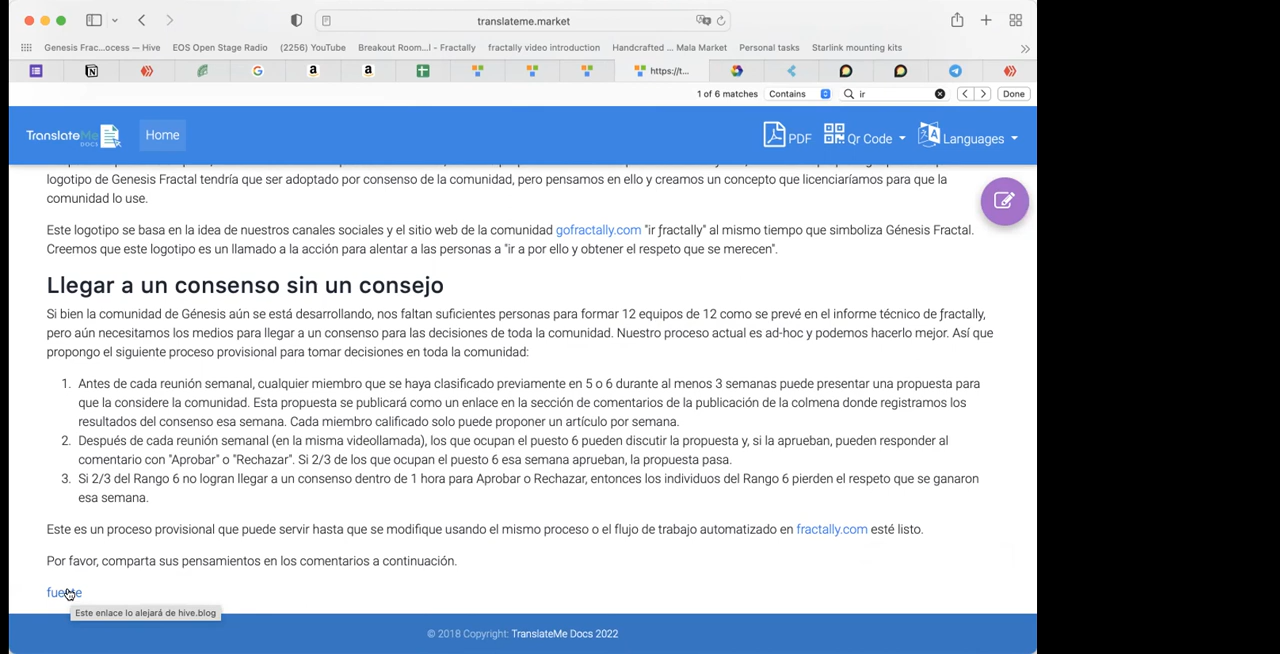 translateme.market
Genesis Frac...ocess — Hive EOS Open Stage Radio (2256) YouTube Breakout Room...l - Fractally fractally video introduction Handcrafted ... Mala Market Personal tasks Starlink mounting kits
https://t...
1 of 6 matches Contains ir Done
TranslateMe DOCS Home PDF Qr Code Languages
logotipo de Genesis Fractal tendría que ser adoptado por consenso de la comunidad, pero pensamos en ello y creamos un concepto que licenciaríamos para que la
comunidad lo use.
Este logotipo se basa en la idea de nuestros canales sociales y el sitio web de la comunidad gofractally.com "ir ƒractally" al mismo tiempo que simboliza Génesis Fractal.
Creemos que este logotipo es un llamado a la acción para alentar a las personas a "ir a por ello y obtener el respeto que se merecen".
Llegar a un consenso sin un consejo
Si bien la comunidad de Génesis aún se está desarrollando, nos faltan suficientes personas para formar 12 equipos de 12 como se prevé en el informe técnico de ƒractally,
pero aún necesitamos los medios para llegar a un consenso para las decisiones de toda la comunidad. Nuestro proceso actual es ad-hoc y podemos hacerlo mejor. Así que
propongo el siguiente proceso provisional para tomar decisiones en toda la comunidad:
1. Antes de cada reunión semanal, cualquier miembro que se haya clasificado previamente en 5 o 6 durante al menos 3 semanas puede presentar una propuesta para
que la considere la comunidad. Esta propuesta se publicará como un enlace en la sección de comentarios de la publicación de la colmena donde registramos los
resultados del consenso esa semana. Cada miembro calificado solo puede proponer un artículo por semana.
2. Después de cada reunión semanal (en la misma videollamada), los que ocupan el puesto 6 pueden discutir la propuesta y, si la aprueban, pueden responder al
comentario con "Aprobar" o "Rechazar". Si 2/3 de los que ocupan el puesto 6 esa semana aprueban, la propuesta pasa.
3. Si 2/3 del Rango 6 no logran llegar a un consenso dentro de 1 hora para Aprobar o Rechazar, entonces los individuos del Rango 6 pierden el respeto que se ganaron
esa semana.
Este es un proceso provisional que puede servir hasta que se modifique usando el mismo proceso o el flujo de trabajo automatizado en fractally.com esté listo.
Por favor, comparta sus pensamientos en los comentarios a continuación.
fuente
Este enlace lo alejará de hive.blog
© 2018 Copyright: TranslateMe Docs 2022